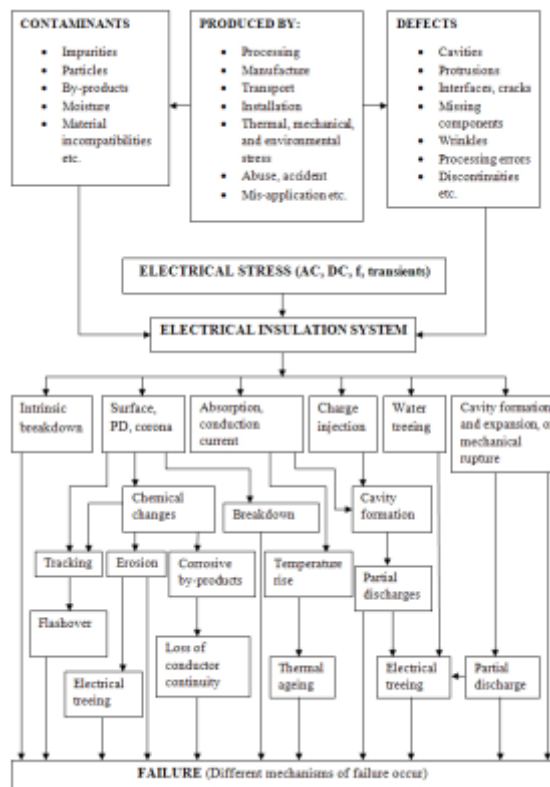 CONTAMINANTS
• Impurities
• Particles
• By-products
• Moisture
• Material
incompatibilities
etc.
PRODUCED BY:
• Processing
• Manufacture
• Transport
• Installation
• Thermal, mechanical,
and environmental
stress
• Abuse, accident
• Mis-application etc.
DEFECTS
• Cavities
• Protrusions
• Interfaces, cracks
• Missing
components
• Wrinkles
• Processing errors
• Discontinuities
etc.
ELECTRICAL STRESS (AC, DC, f, transients)
ELECTRICAL INSULATION SYSTEM
Intrinsic
breakdown
Surface,
PD, corona
Absorption,
conduction
current
Charge
injection
Water
treeing
Cavity formation
and expansion, or
mechanical
rupture
Chemical
changes
Breakdown
Cavity
formation
Tracking
Erosion
Corrosive
by-products
Temperature
rise
Partial
discharges
Flashover
Loss of
conductor
continuity
Electrical
treeing
Thermal
ageing
Electrical
treeing
Partial
discharge
FAILURE (Different mechanisms of failure occur)